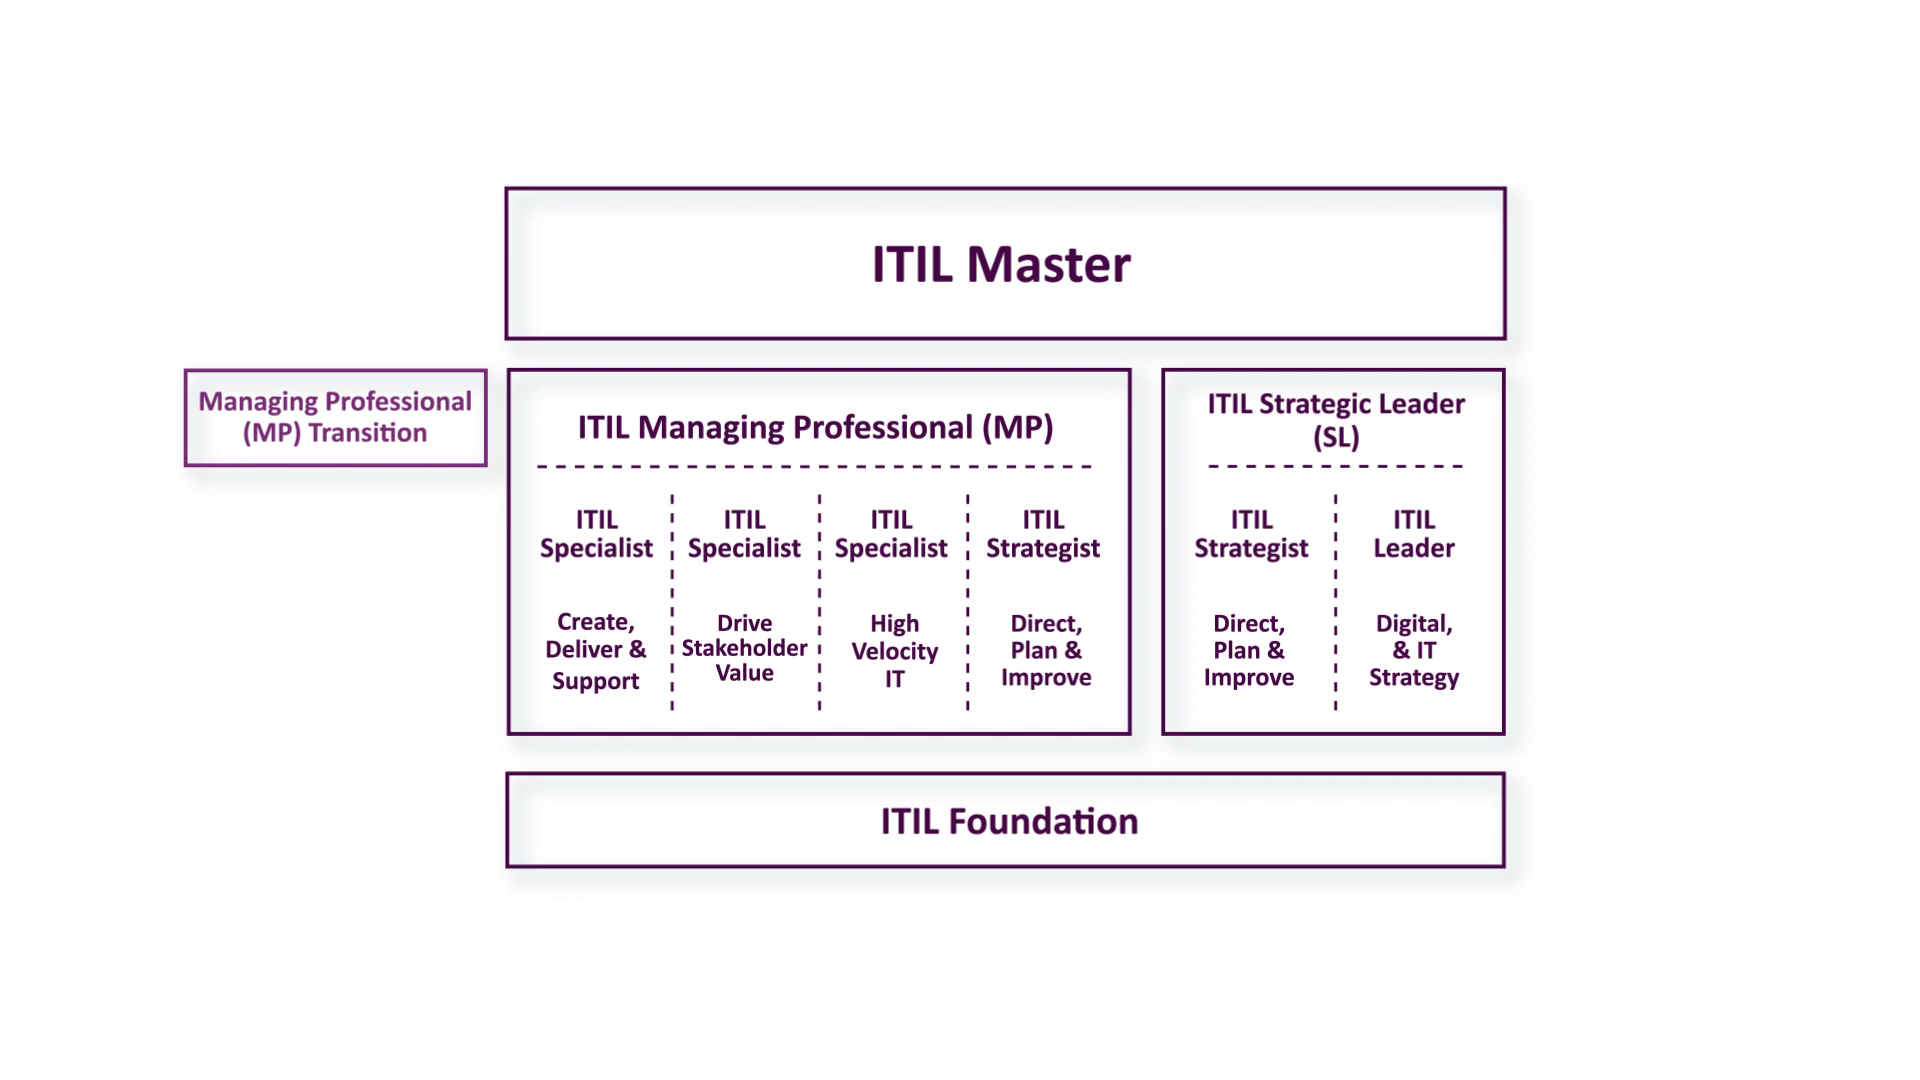 ITIL Master
Managing Professional
(MP) Transition
ITIL Managing Professional (MP)
ITIL
Specialist
Create,
Deliver &
Support
ITIL
Specialist
Drive
Stakeholder
Value
ITIL
Specialist
High
Velocity
IT
ITIL
Strategist
Direct,
Plan &
Improve
ITIL Strategic Leader
(SL)
ITIL
Strategist
Direct,
Plan &
Improve
ITIL
Leader
Digital,
& IT
Strategy
ITIL Foundation